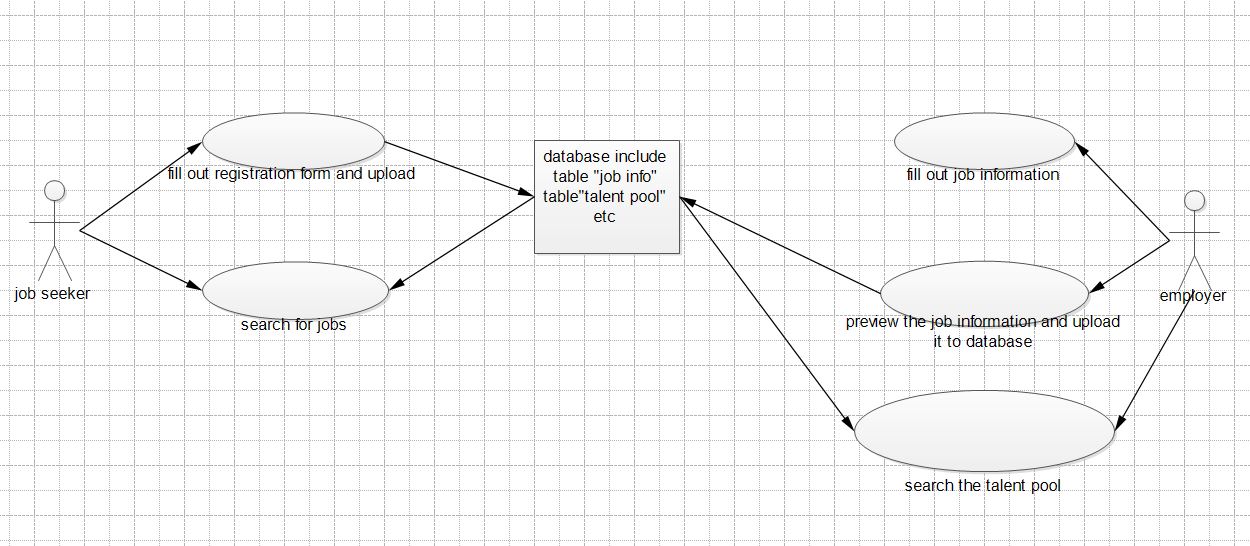 fill out registration form and upload
job seeker
search for jobs
database include
table "job info"
table"talent pool"
etc
fill out job information
employer
preview the job information and upload
it to database
search the talent pool